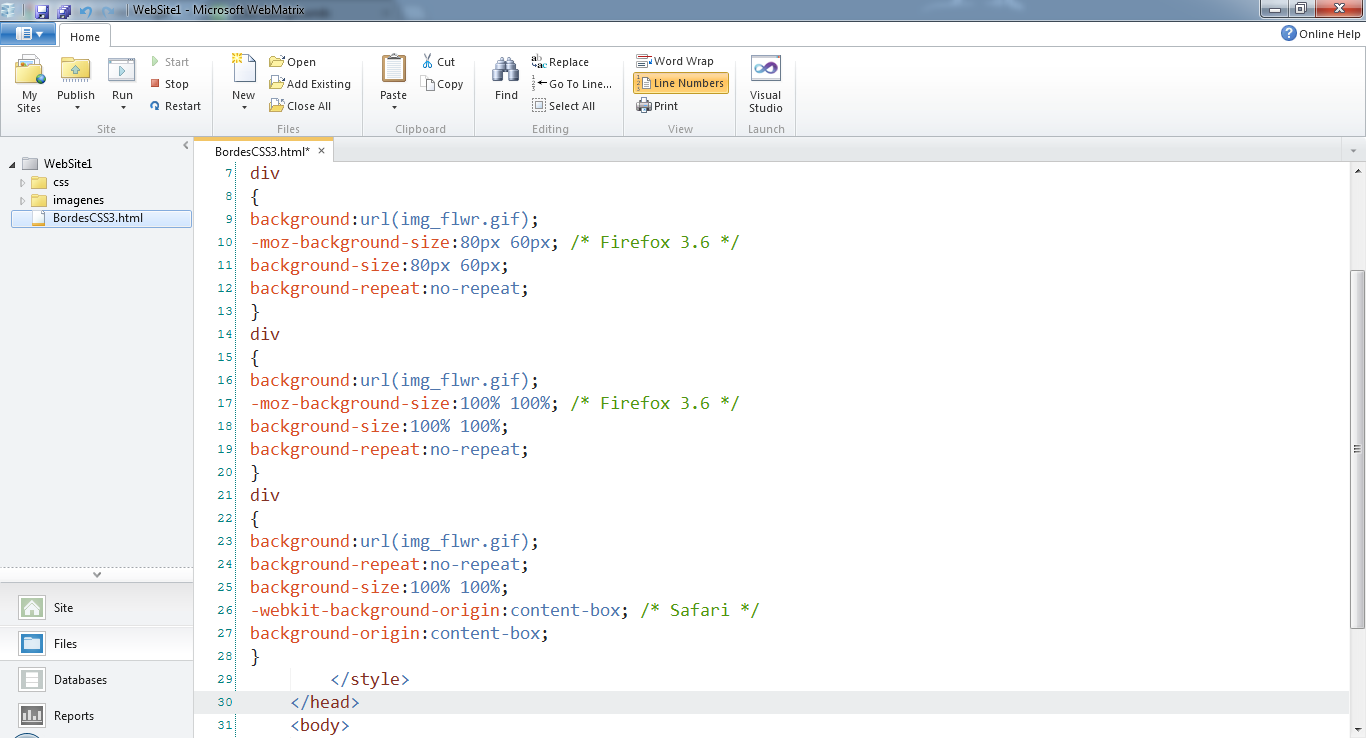 WebSite1 - Microsoft WebMatrix
Home
Online Help
My Sites
Publish
Run
Start
Stop
Restart
Site
New
Open
Add Existing
Close All
Files
Paste
Cut
Copy
Clipboard
Find
Replace
Go To Line...
Select All
Editing
Word Wrap
Line Numbers
Print
View
Visual Studio
Launch
WebSite1
css
imagenes
BordesCSS3.html
Site
Files
Databases
Reports
BordesCSS3.html*
7 div
8 {
9 background:url(img_flwr.gif);
10 -moz-background-size:80px 60px; /* Firefox 3.6 */
11 background-size:80px 60px;
12 background-repeat:no-repeat;
13 }
14 div
15 {
16 background:url(img_flwr.gif);
17 -moz-background-size:100% 100%; /* Firefox 3.6 */
18 background-size:100% 100%;
19 background-repeat:no-repeat;
20 }
21 div
22 {
23 background:url(img_flwr.gif);
24 background-repeat:no-repeat;
25 background-size:100% 100%;
26 -webkit-background-origin:content-box; /* Safari */
27 background-origin:content-box;
28 }
29 </style>
30 </head>
31 <body>